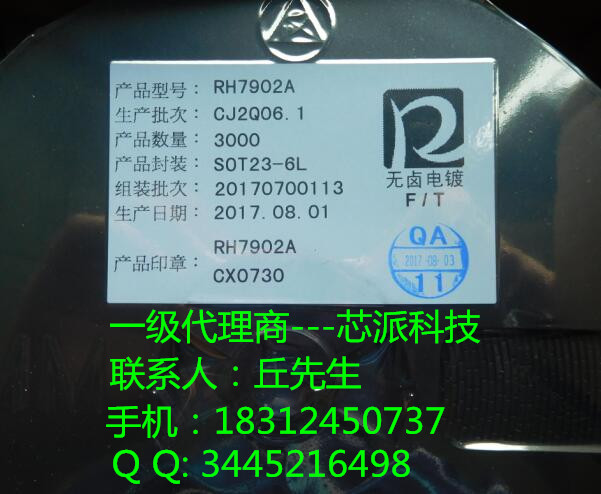 产品型号： RH7902A
生产批次： CJ2Q06.1
产品数量： 3000
产品封装： SOT23-6L
组装批次： 20170700113
生产日期： 2017.08.01
产品印章： RH7902A
CX0730
无卤电镀
F/T
QA
2017-08-03
11
一级代理商---芯派科技
联系人：丘先生
手机：18312450737
QQ: 3445216498